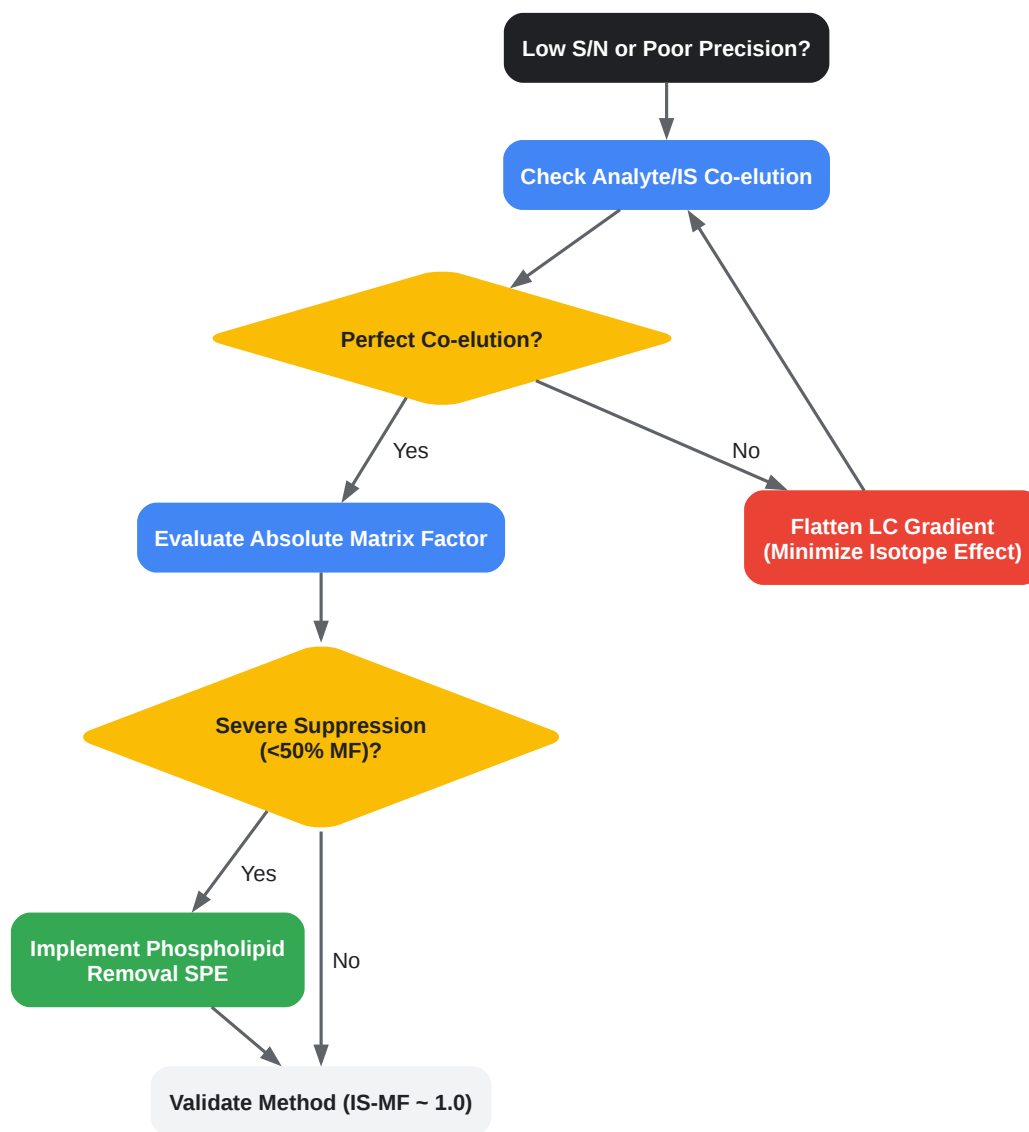 Low S/N or Poor Precision?
Check Analyte/IS Co-elution
Perfect Co-elution?
Yes
No
Evaluate Absolute Matrix Factor
Flatten LC Gradient
(Minimize Isotope Effect)
Severe Suppression
(<50% MF)?
Yes
No
Implement Phospholipid
Removal SPE
Validate Method (IS-MF ~ 1.0)